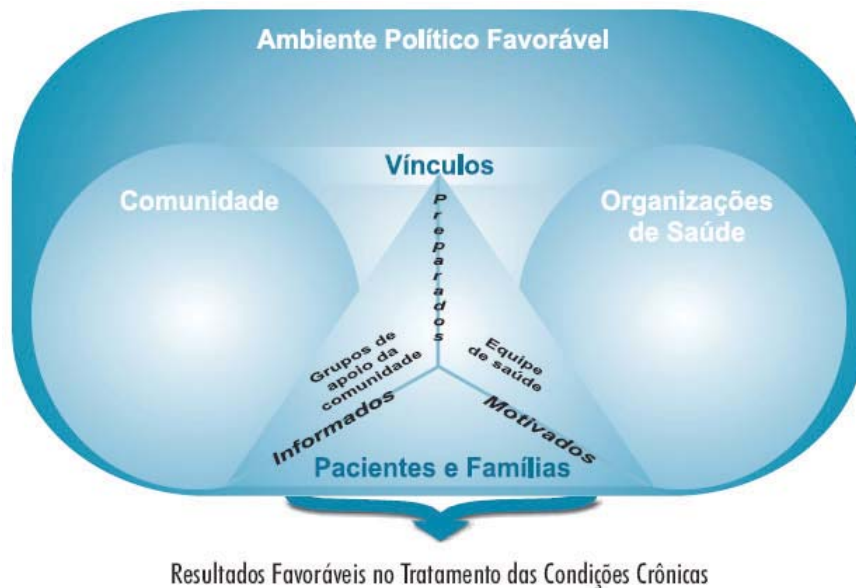 Ambiente Político Favorável
Vínculos
Comunidade
Organizações
de Saúde
Preparados
Grupos de
apoio da
comunidade
Equipe
de saúde
Informados
Motivados
Pacientes e Famílias
Resultados Favoráveis no Tratamento das Condições Crônicas